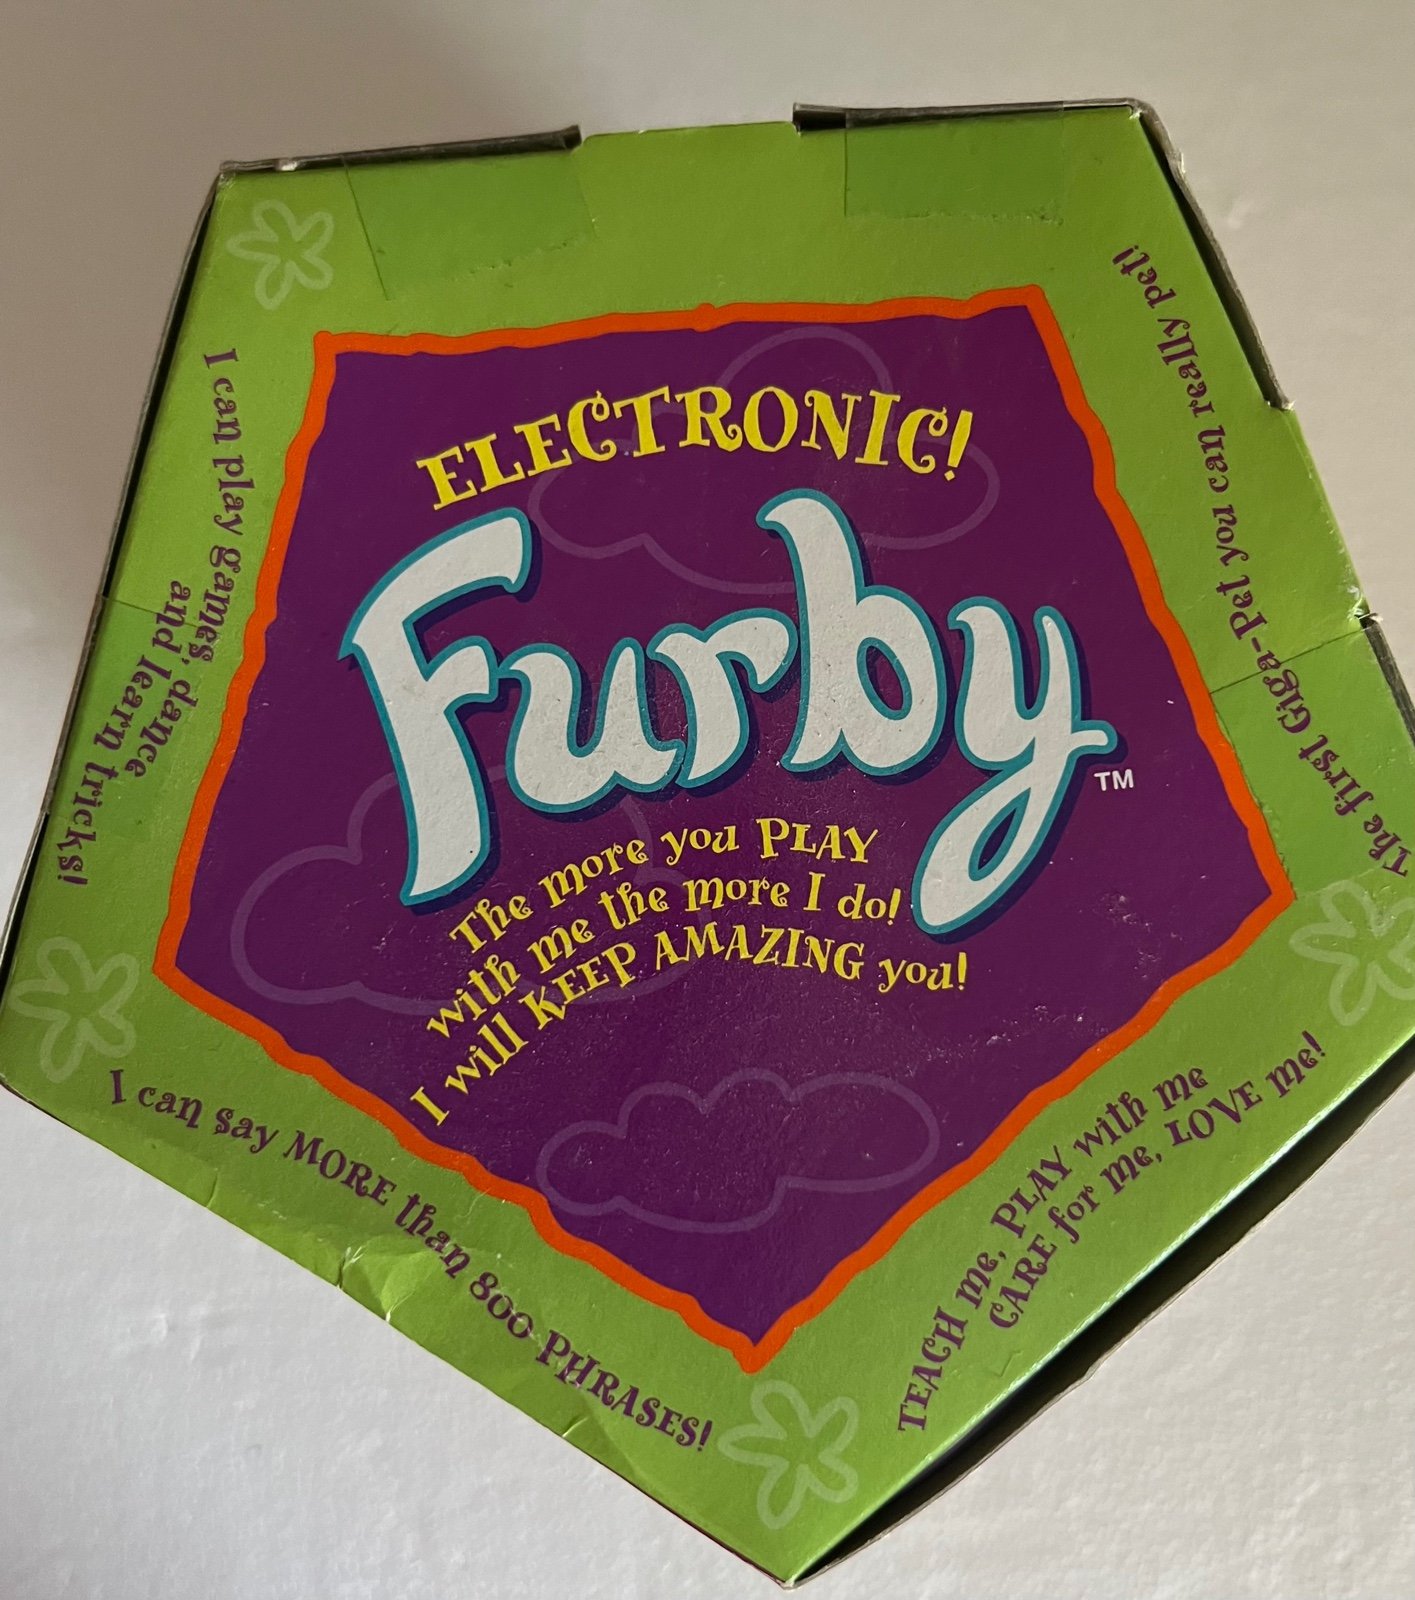 ELECTRONIC!
Furby TM
The more you PLAY
with me the more I do!
I will KEEP AMAZING you!
I can play games, dance
and learn tricks!
The first Giga-Pet you can really pet!
I can say MORE than 800 PHRASES!
TEACH me, PLAY with me
CARE for me, LOVE me!